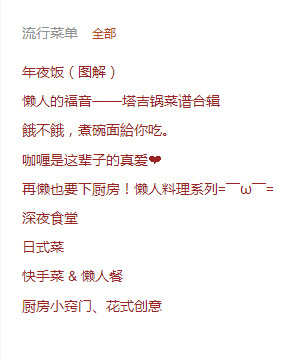 流行菜单 全部
年夜饭（图解）
懒人的福音——塔吉锅菜谱合辑
餓不餓，煮碗面給你吃。
咖喱是这辈子的真爱❤
再懒也要下厨房！懒人料理系列=￣ω￣=
深夜食堂
日式菜
快手菜 & 懒人餐
厨房小窍门、花式创意